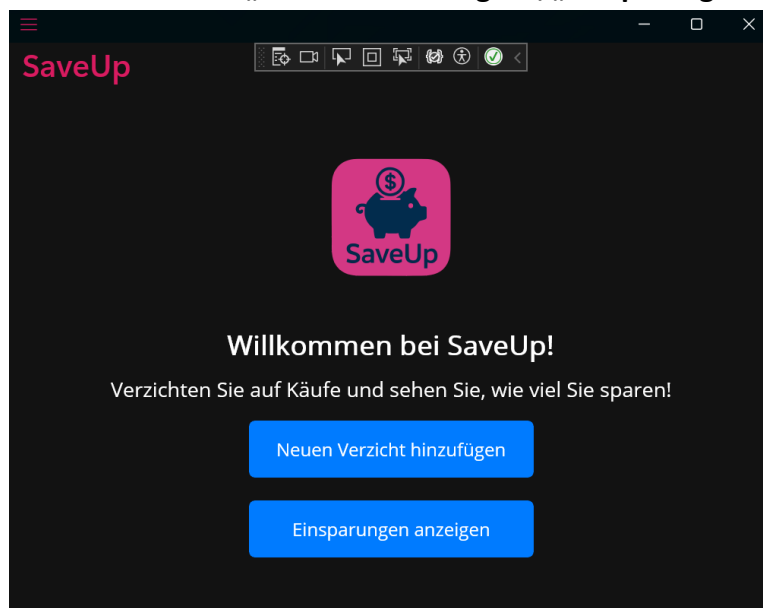 SaveUp
$
SaveUp
Willkommen bei SaveUp!
Verzichten Sie auf Käufe und sehen Sie, wie viel Sie sparen!
Neuen Verzicht hinzufügen
Einsparungen anzeigen